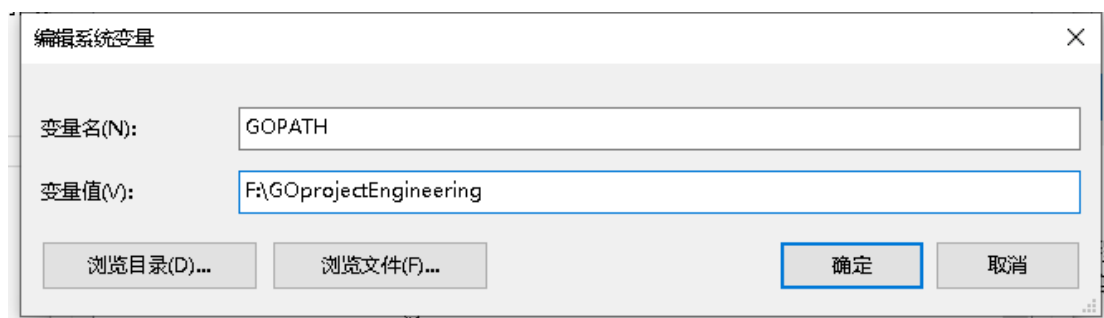 编辑系统变量
变量名(N): GOPATH
变量值(V): F:\GOprojectEngineering
浏览目录(D)... 浏览文件(F)... 确定 取消